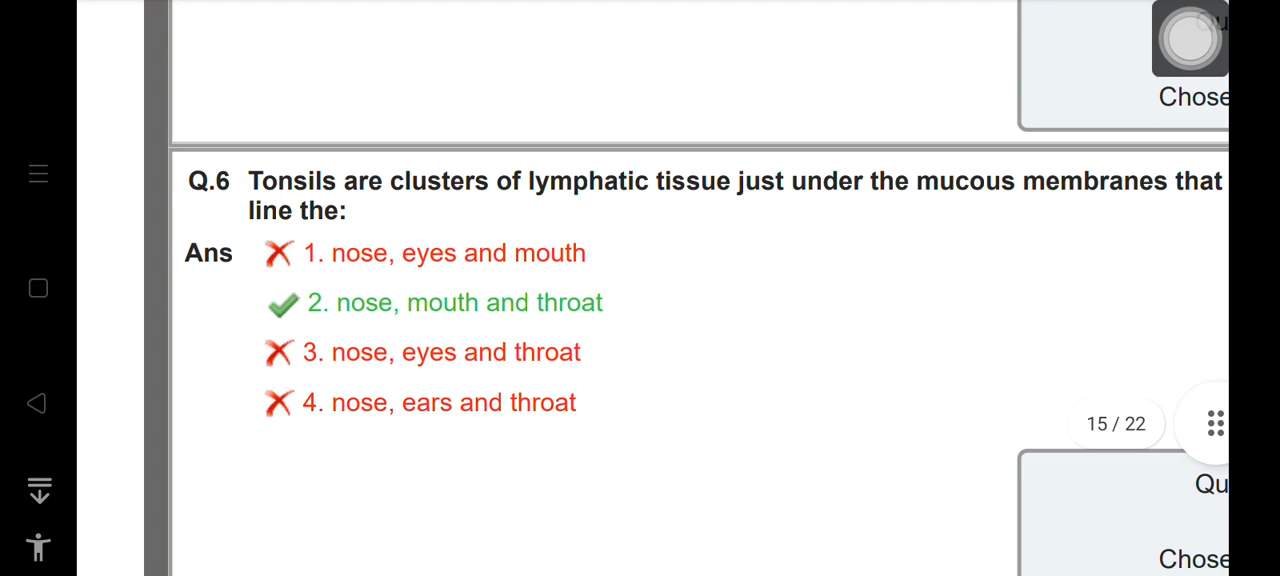 Chose
Q.6 Tonsils are clusters of lymphatic tissue just under the mucous membranes that
line the:
Ans 1. nose, eyes and mouth
2. nose, mouth and throat
3. nose, eyes and throat
4. nose, ears and throat
15 / 22
Qu
Chose